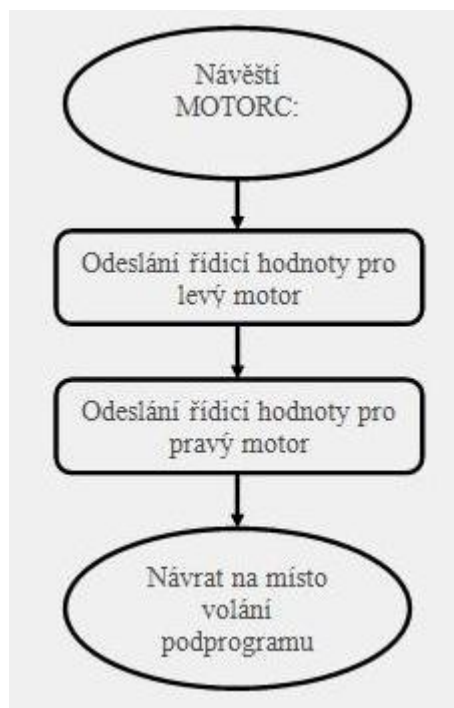 Návěští
MOTORC:
Odeslání řídicí hodnoty pro
levý motor
Odeslání řídicí hodnoty pro
pravý motor
Návrat na místo
volání
podprogramu